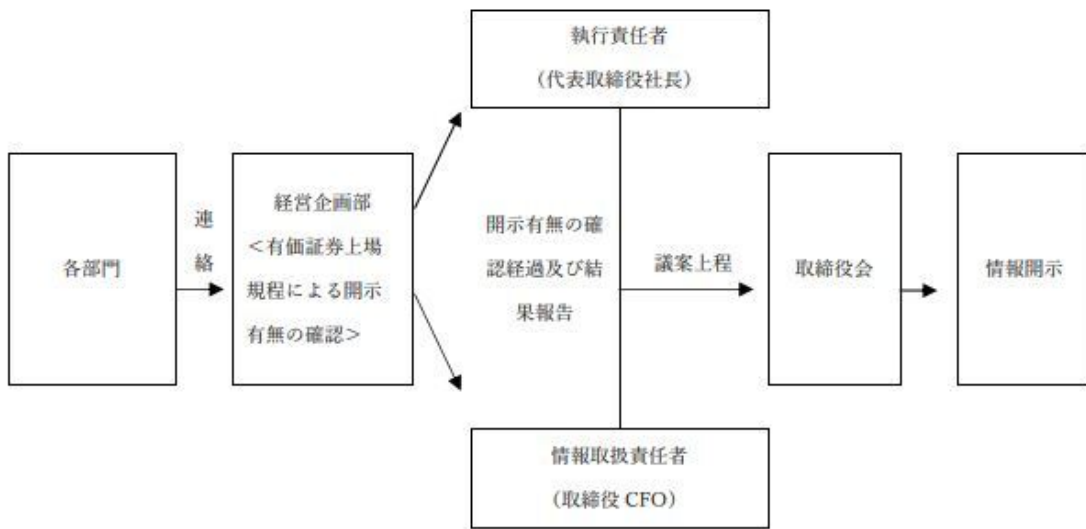 執行責任者
（代表取締役社長）
各部門
連
絡
経営企画部
＜有価証券上場
規程による開示
有無の確認＞
開示有無の確
認経過及び結
果報告
議案上程
取締役会
情報開示
情報取扱責任者
（取締役 CFO）